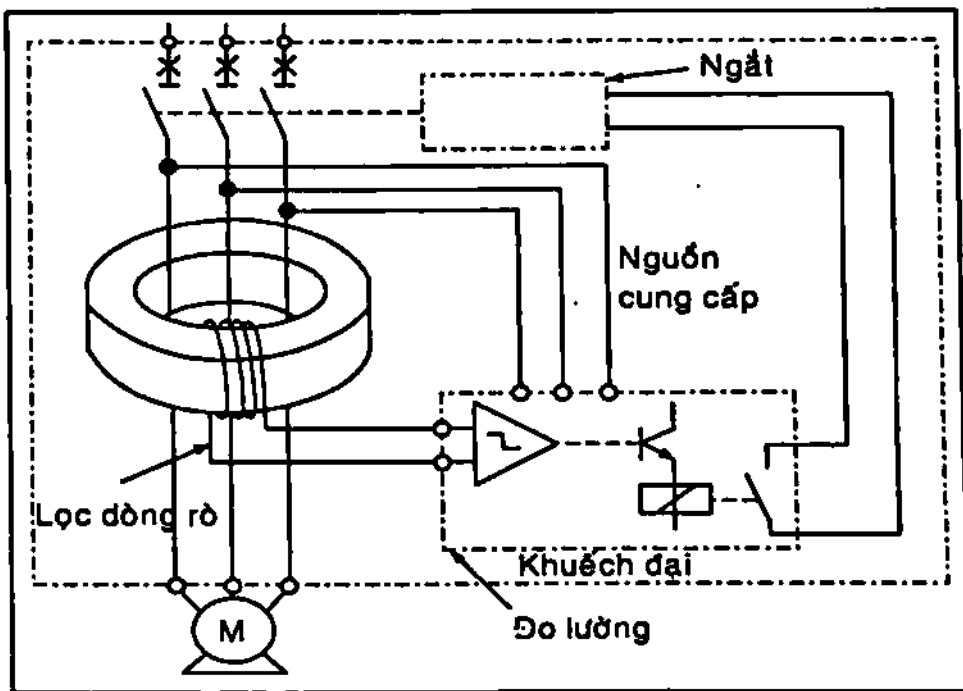 Ngắt
Nguồn
cung cấp
Lọc dòng rò
Khuếch đại
Đo lường
M